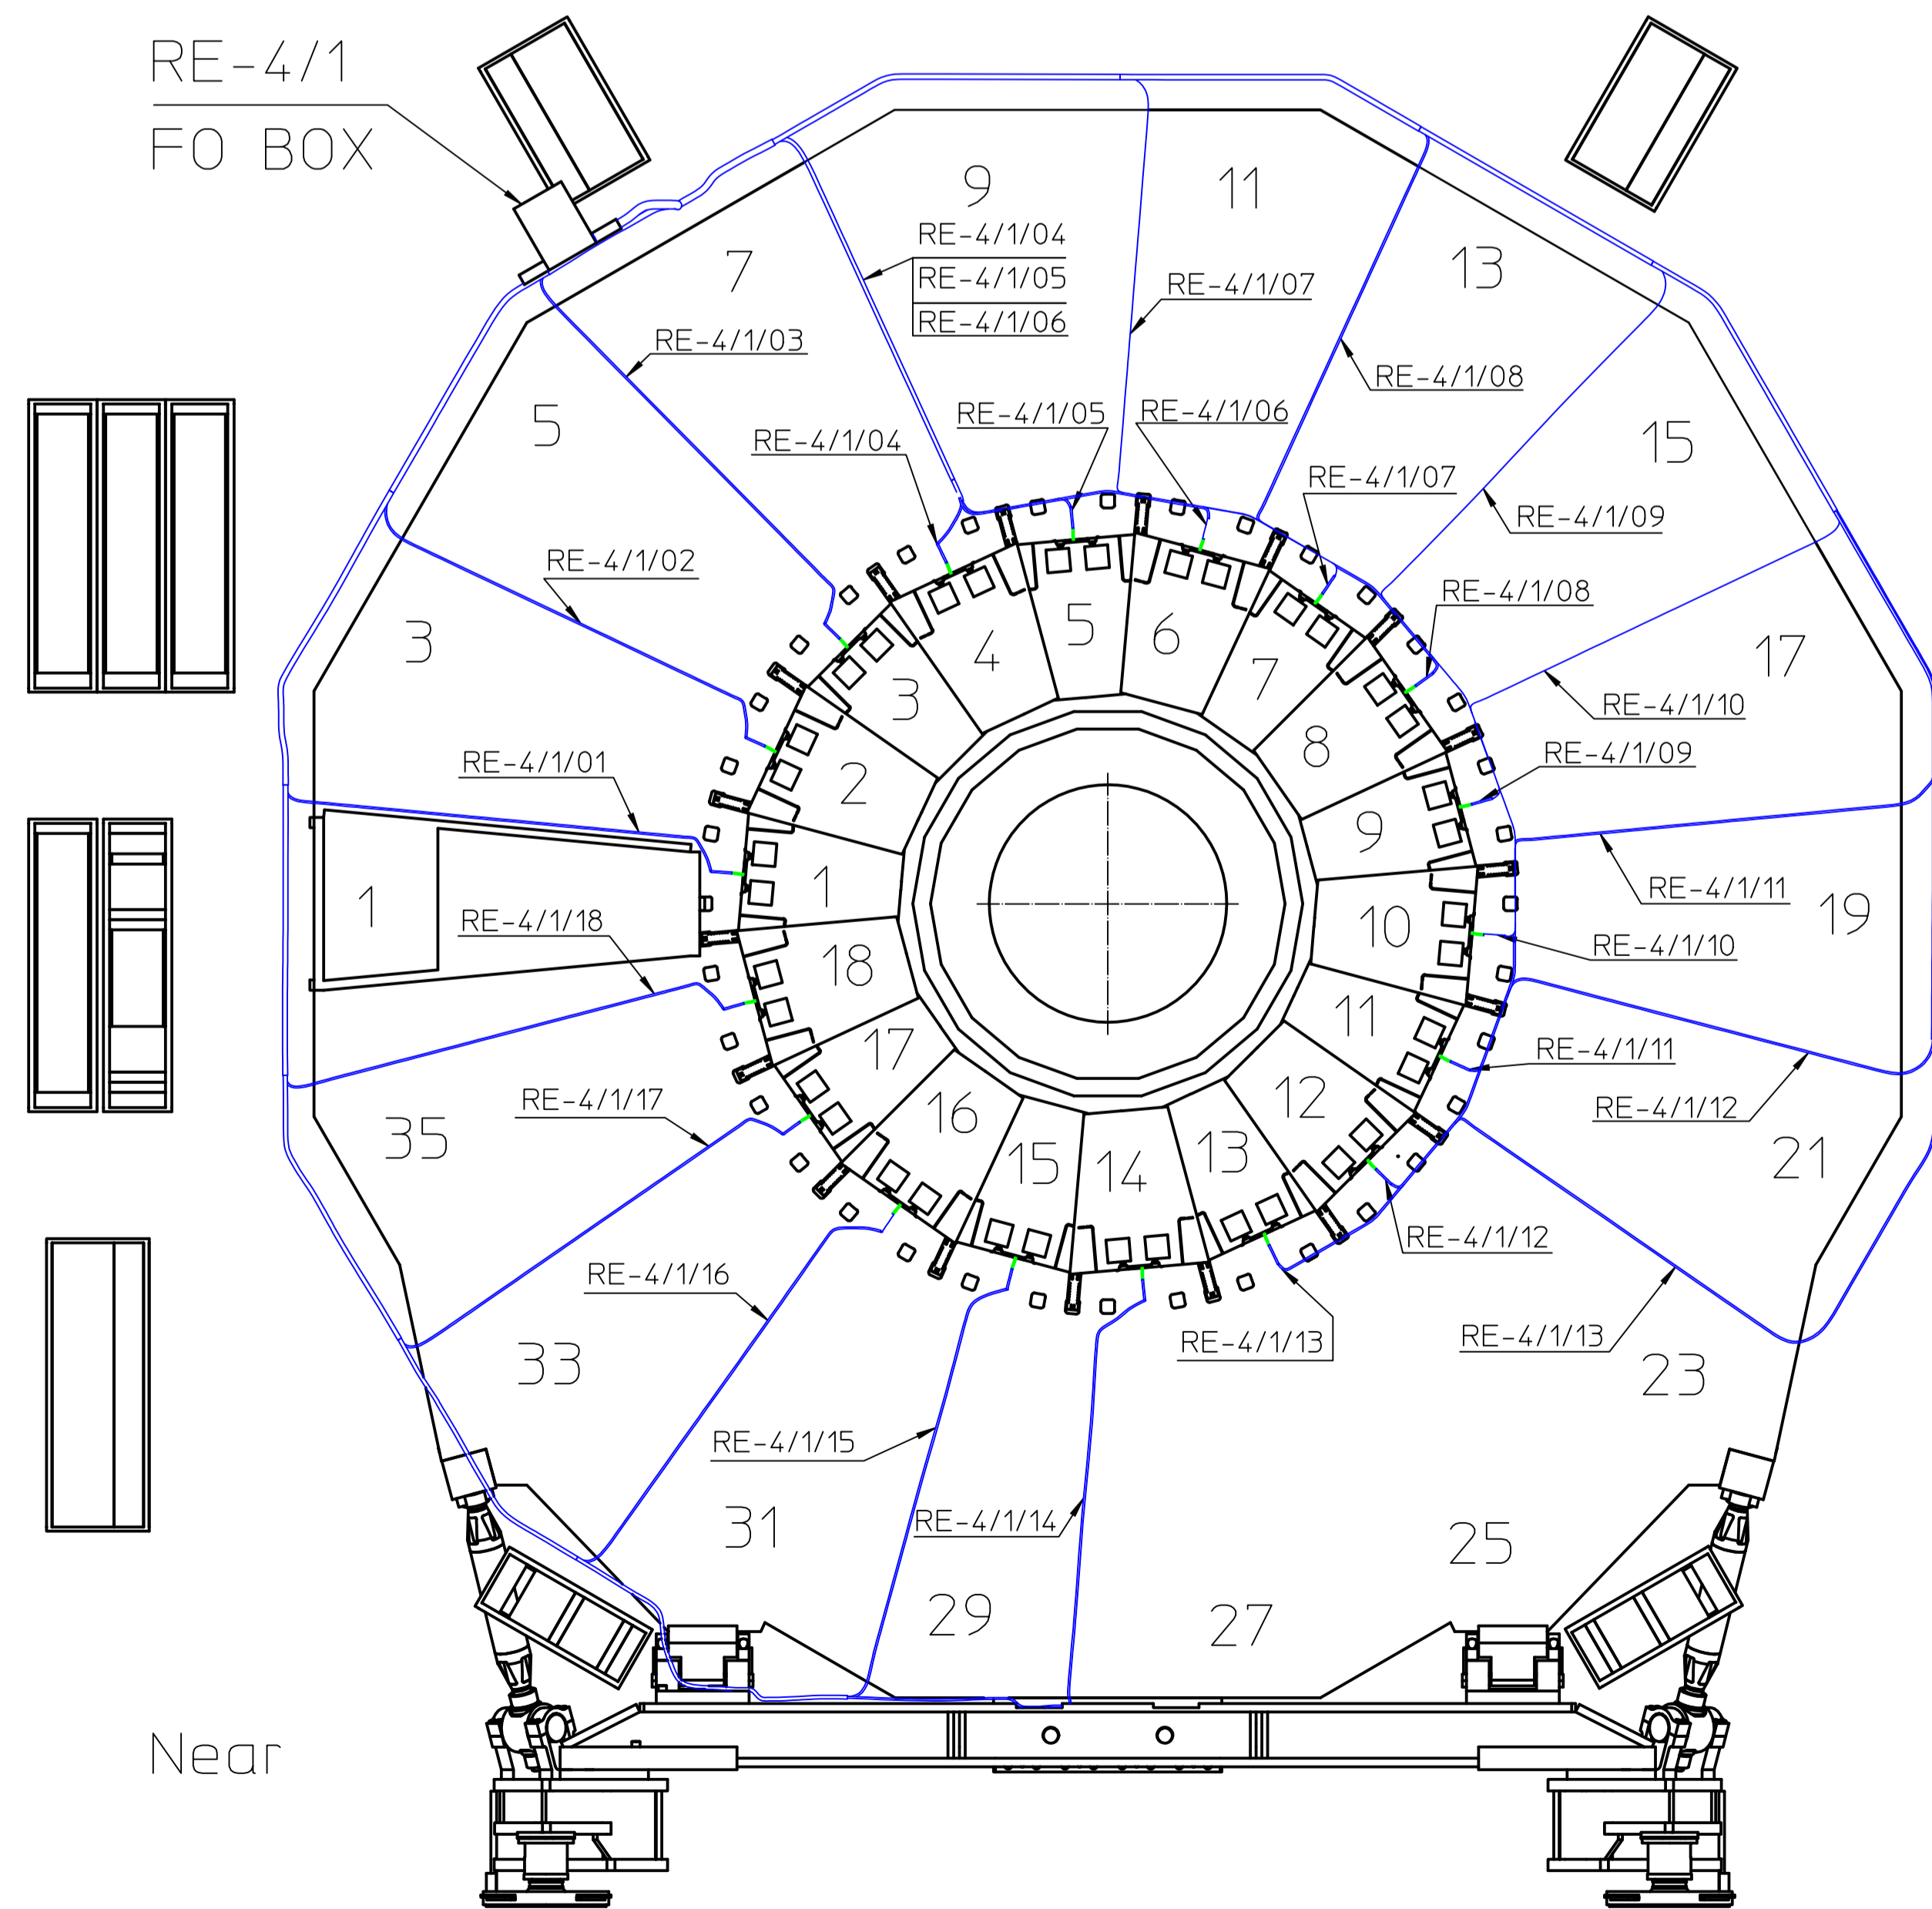 RE-4/1
FO BOX
9
11
7
13
RE-4/1/04
RE-4/1/05
RE-4/1/06
RE-4/1/07
RE-4/1/03
RE-4/1/08
5
15
RE-4/1/04
RE-4/1/05
RE-4/1/06
RE-4/1/07
RE-4/1/09
RE-4/1/02
RE-4/1/08
3
17
4
5
6
7
3
8
RE-4/1/10
RE-4/1/09
RE-4/1/01
2
9
1
1
10
19
RE-4/1/11
RE-4/1/18
RE-4/1/10
18
11
17
RE-4/1/11
RE-4/1/17
12
RE-4/1/12
35
16
13
21
15
14
RE-4/1/12
RE-4/1/16
RE-4/1/13
RE-4/1/13
33
23
RE-4/1/15
RE-4/1/14
31
25
29
27
Near